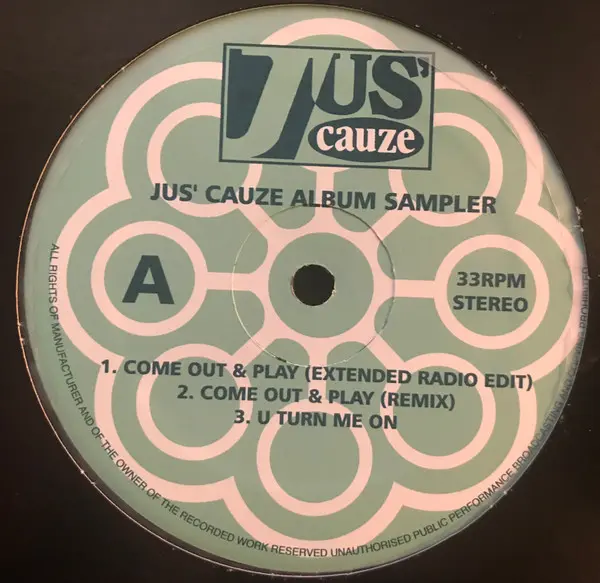 JUS'
cauze
JUS' CAUZE ALBUM SAMPLER
A
33RPM
STEREO
1. COME OUT & PLAY (EXTENDED RADIO EDIT)
2. COME OUT & PLAY (REMIX)
3. U TURN ME ON
ALL RIGHTS OF MANUFACTURER AND OF THE OWNER OF THE RECORDED WORK RESERVED UNAUTHORISED PUBLIC PERFORMANCE BROADCASTING AND PROHIBITED